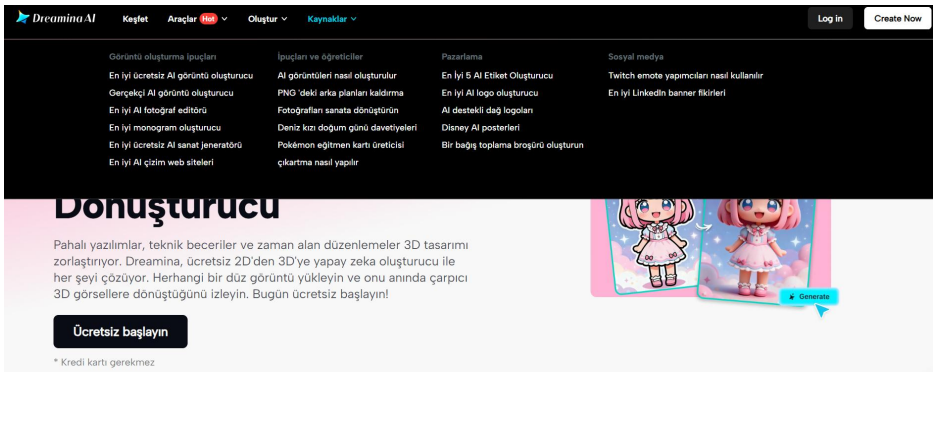 Dreamina AI
Keşfet
Araçlar Hot
Oluştur
Kaynaklar
Log in
Create Now
Görüntü oluşturma ipuçları
En iyi ücretsiz AI görüntü oluşturucu
Gerçekçi AI görüntü oluşturucu
En iyi AI fotoğraf editörü
En iyi monogram oluşturucu
En iyi ücretsiz AI sanat jeneratörü
En iyi AI çizim web siteleri
İpuçları ve öğreticiler
AI görüntüleri nasıl oluşturulur
PNG 'deki arka planları kaldırma
Fotoğrafları sanata dönüştürün
Deniz kızı doğum günü davetiyeleri
Pokémon eğitmen kartı üreticisi
çıkartma nasıl yapılır
Pazarlama
En İyi 5 AI Etiket Oluşturucu
En iyi AI logo oluşturucu
AI destekli dağ logoları
Disney AI posterleri
Bir bağış toplama broşürü oluşturun
Sosyal medya
Twitch emote yapımcıları nasıl kullanılır
En iyi LinkedIn banner fikirleri
Dönüştürücü
Pahalı yazılımlar, teknik beceriler ve zaman alan düzenlemeler 3D tasarımı
zorlaştırıyor. Dreamina, ücretsiz 2D'den 3D'ye yapay zeka oluşturucu ile
her şeyi çözüyor. Herhangi bir düz görüntü yükleyin ve onu anında çarpıcı
3D görsellere dönüştüğünü izleyin. Bugün ücretsiz başlayın!
Ücretsiz başlayın
* Kredi kartı gerekmez
Generate